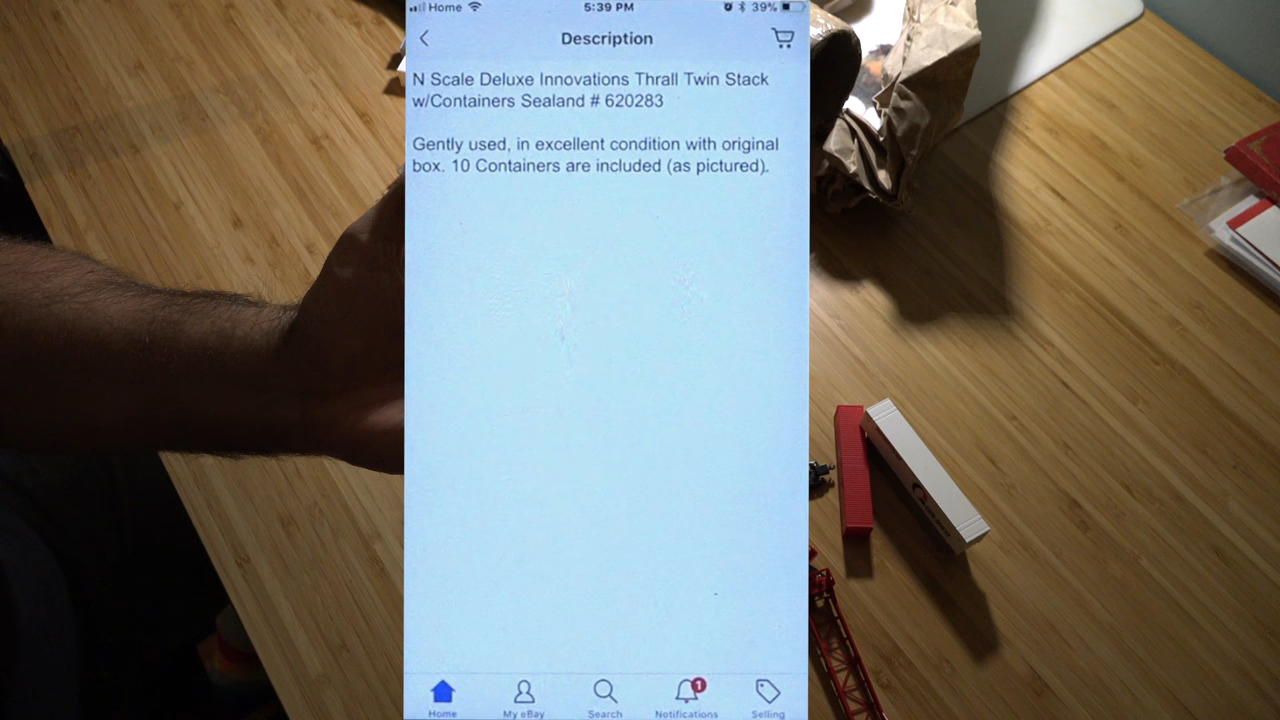 Home
5:39 PM
39%
Description
N Scale Deluxe Innovations Thrall Twin Stack
w/Containers Sealand # 620283
Gently used, in excellent condition with original
box. 10 Containers are included (as pictured).
1
Home
My eBay
Search
Notifications
Selling